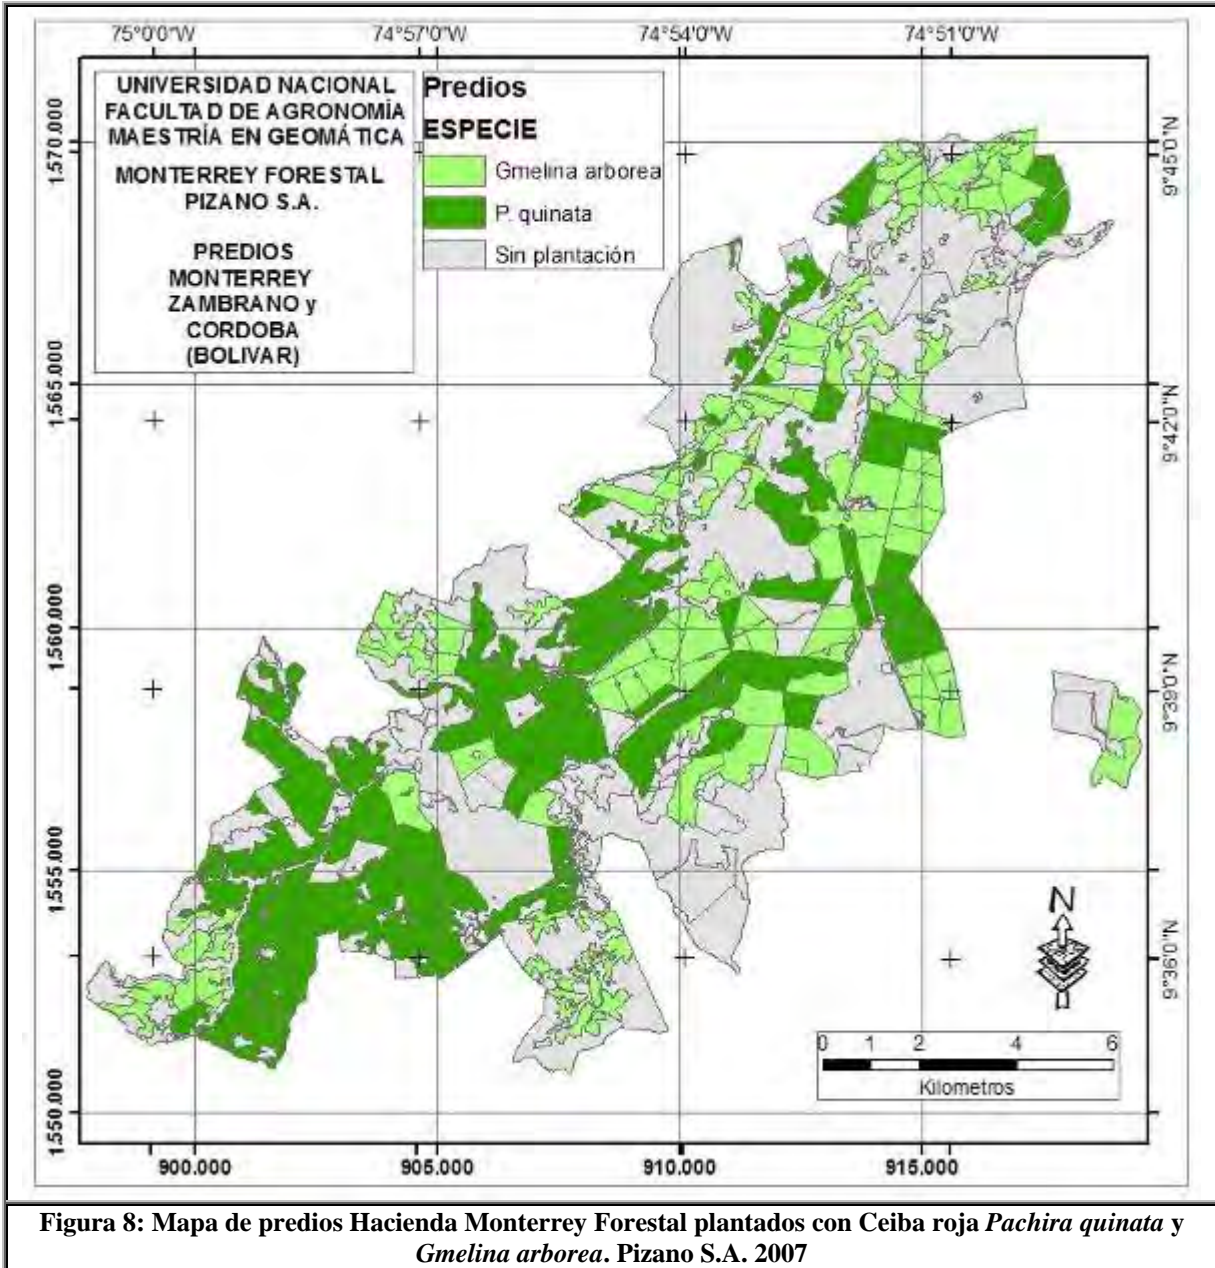 75°0'0"W 74°57'0"W 74°54'0"W 74°51'0"W
UNIVERSIDAD NACIONAL
FACULTAD DE AGRONOMÍA
MAESTRÍA EN GEOMÁTICA
MONTERREY FORESTAL
PIZANO S.A.
PREDIOS
MONTERREY
ZAMBRANO y
CORDOBA
(BOLIVAR)
Predios
ESPECIE
Gmelina arborea
P. quinata
Sin plantación
1.570.000
1.565.000
1.560.000
1.555.000
1.550.000
9°45'0"N
9°42'0"N
9°39'0"N
9°36'0"N
N
0 1 2 4 6
Kilometros
900.000 905.000 910.000 915.000
Figura 8: Mapa de predios Hacienda Monterrey Forestal plantados con Ceiba roja Pachira quinata y
Gmelina arborea. Pizano S.A. 2007